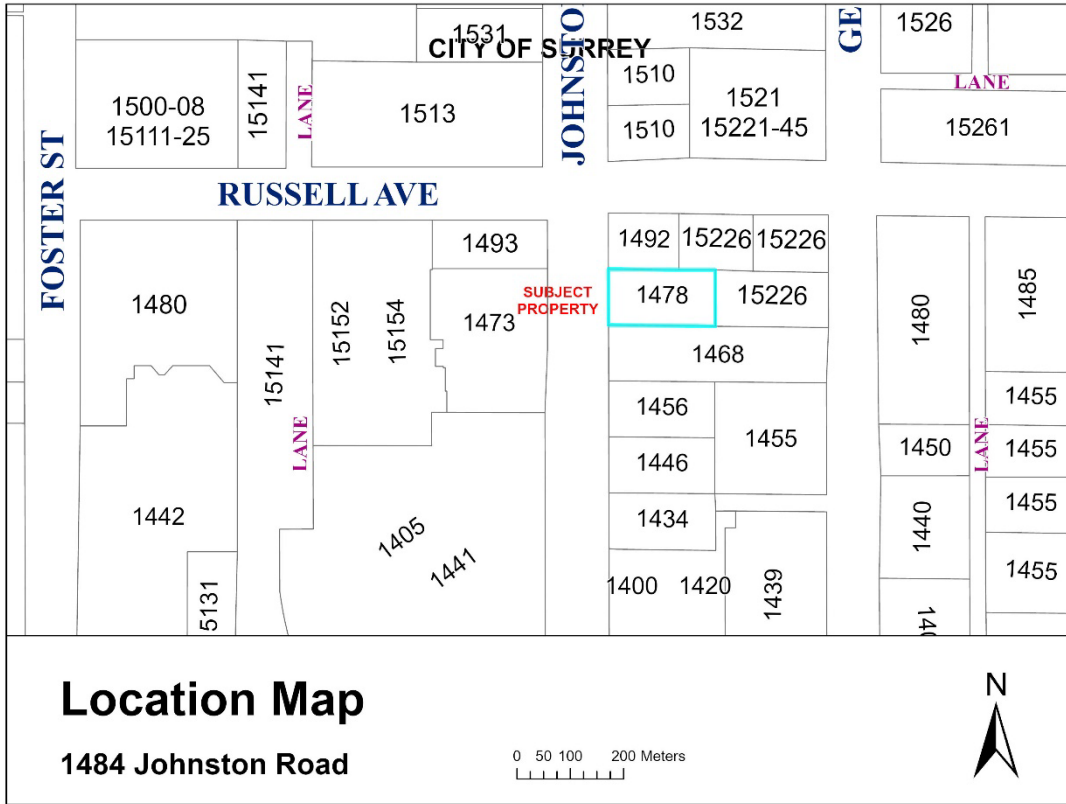 1531
1532
1526
CITY OF SURREY
JOHNSTO
GE
1510
LANE
1500-08
15111-25
15141
LANE
1513
1521
15221-45
1510
15261
FOSTER ST
RUSSELL AVE
1493
1492
15226
15226
1480
15152
15154
1473
SUBJECT
PROPERTY
1478
15226
1480
1485
15141
1468
1455
1456
1455
LANE
1446
1450
LANE
1455
1442
1405
1441
1434
1440
1455
5131
1400
1420
1439
1455
Location Map
1484 Johnston Road
0 50 100 200 Meters
N